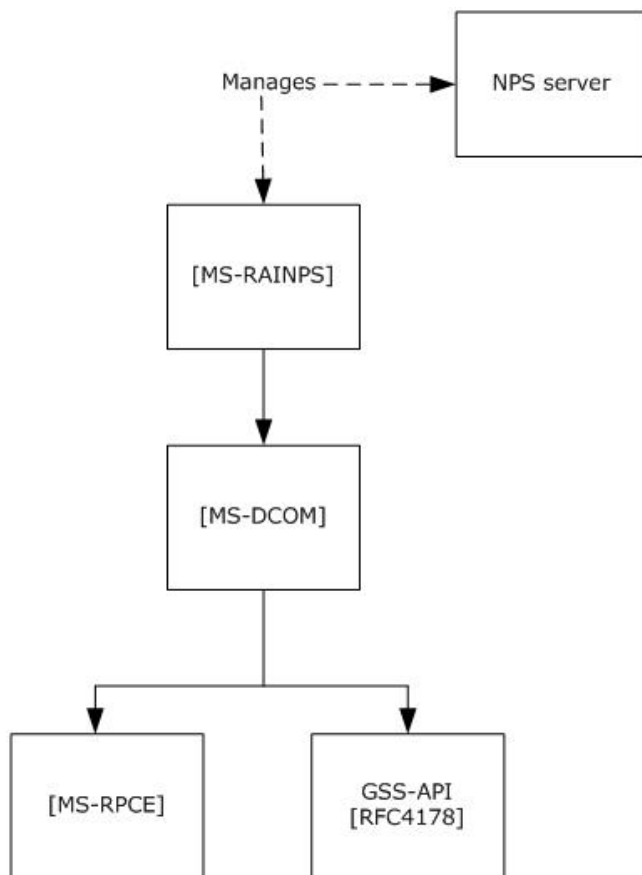 Manages
NPS server
[MS-RAINPS]
[MS-DCOM]
[MS-RPCE]
GSS-API
[RFC4178]